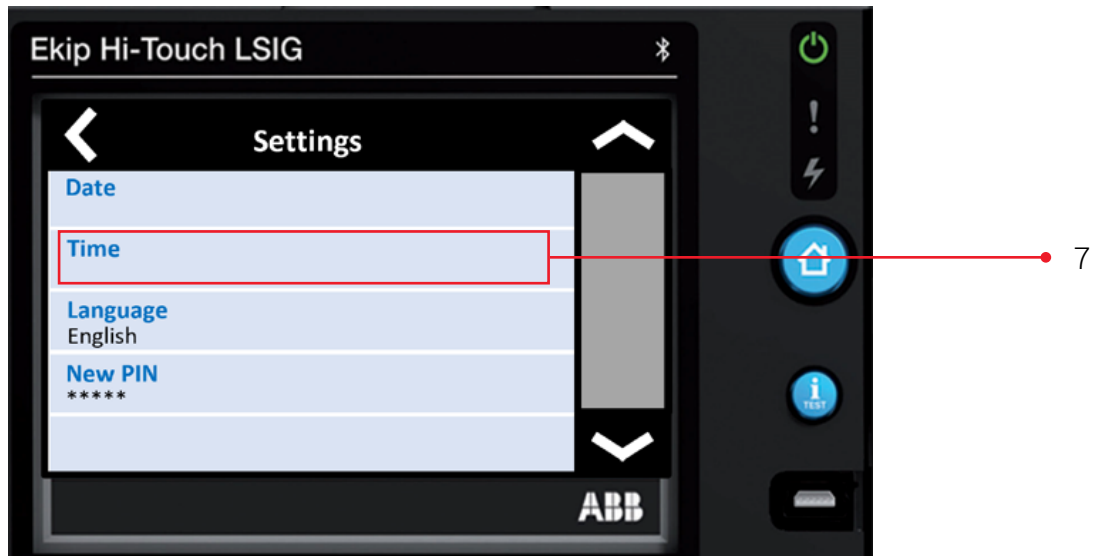 Ekip Hi-Touch LSIG
Settings
Date
Time
7
Language
English
New PIN
*****
i
TEST
ABB